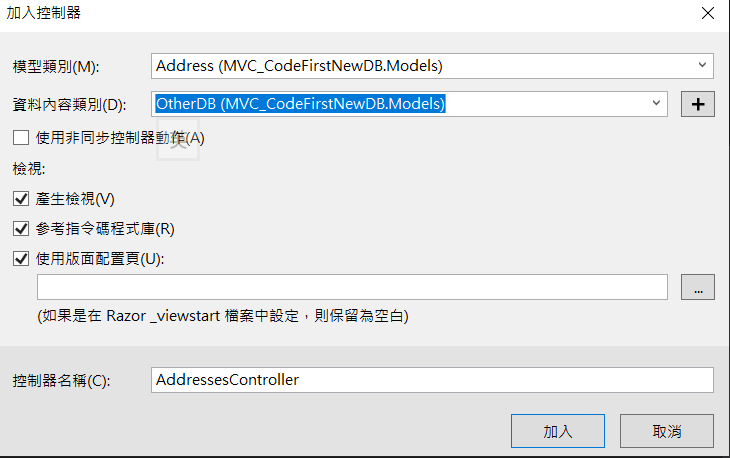 加入控制器
模型類別(M): Address (MVC_CodeFirstNewDB.Models)
資料內容類別(D): OtherDB (MVC_CodeFirstNewDB.Models)
使用非同步控制器動作(A)
英
檢視:
產生檢視(V)
參考指令碼程式庫(R)
使用版面配置頁(U):
...
(如果是在 Razor _viewstart 檔案中設定，則保留為空白)
控制器名稱(C): AddressesController
加入 取消